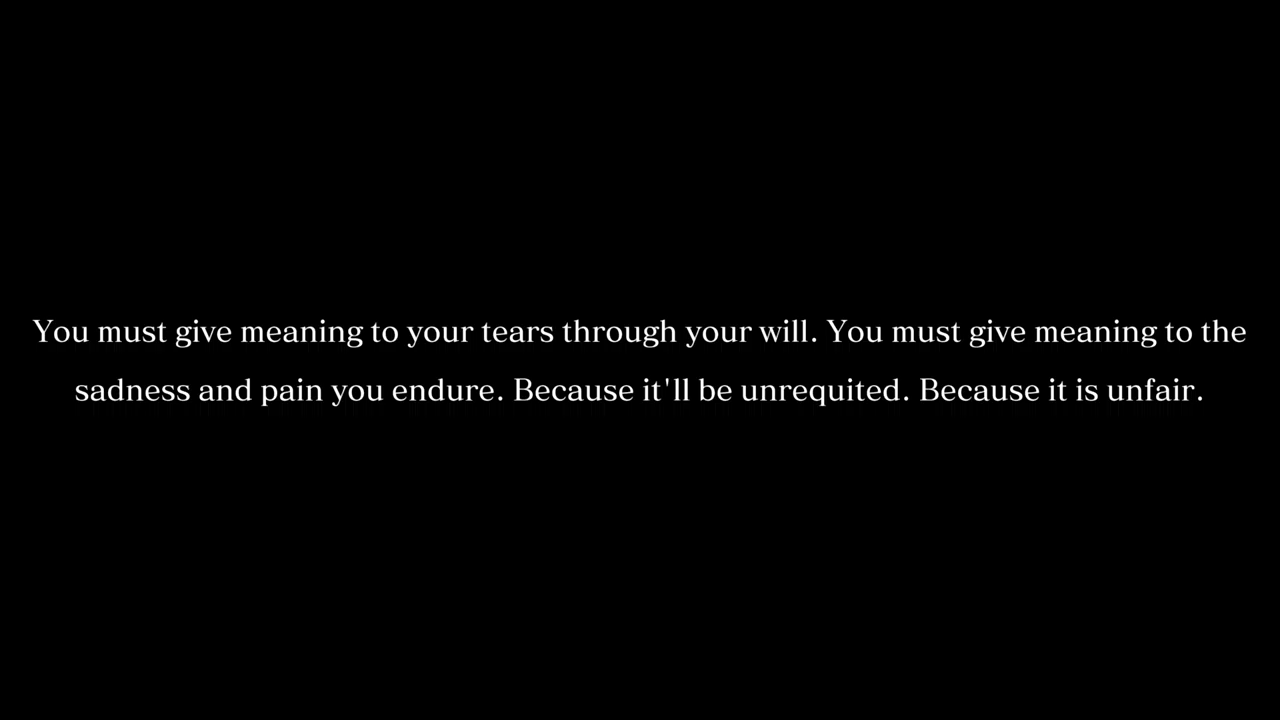 You must give meaning to your tears through your will. You must give meaning to the
sadness and pain you endure. Because it'll be unrequited. Because it is unfair.